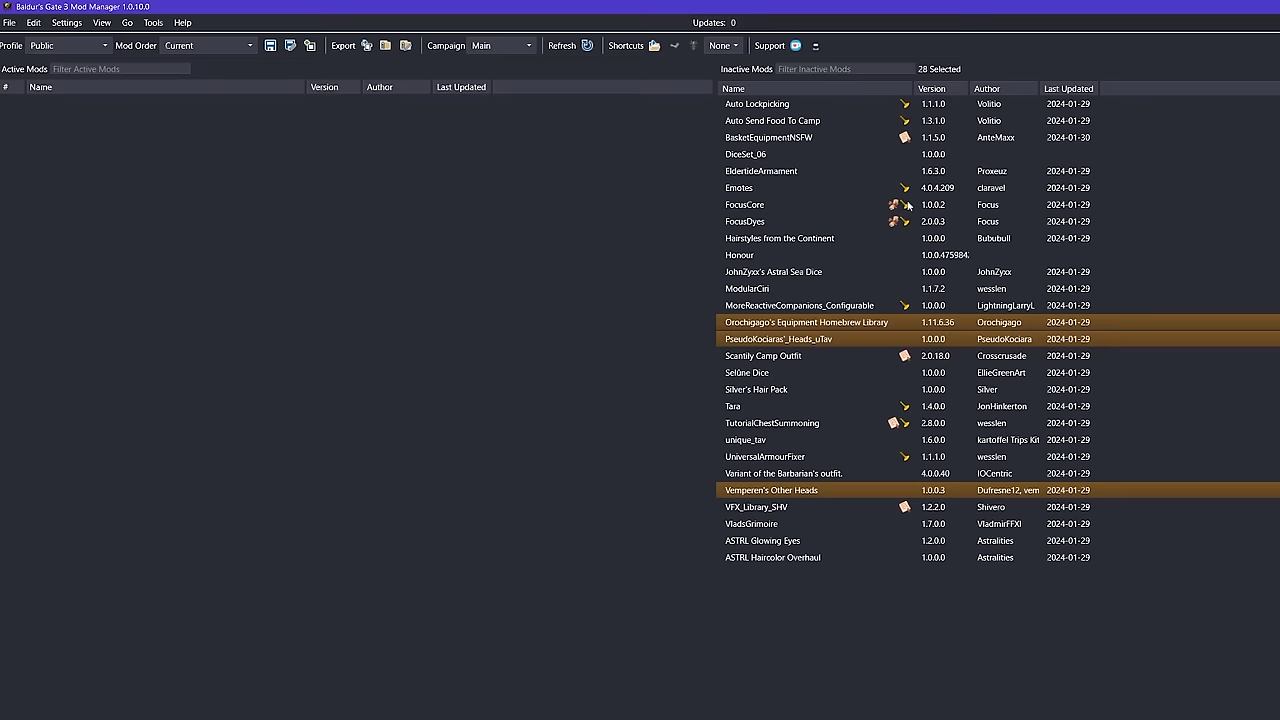 Baldur's Gate 3 Mod Manager 1.0.10.0
File Edit Settings View Go Tools Help Updates: 0
Profile Public Mod Order Current Export Campaign Main Refresh Shortcuts None Support
Active Mods Filter Active Mods Inactive Mods Filter Inactive Mods 28 Selected
# Name Version Author Last Updated Name Version Author Last Updated
Auto Lockpicking 1.1.1.0 Volitio 2024-01-29
Auto Send Food To Camp 1.3.1.0 Volitio 2024-01-29
BasketEquipmentNSFW 1.1.5.0 AnteMaxx 2024-01-30
DiceSet_06 1.0.0.0
EldertideArmament 1.6.3.0 Proxeuz 2024-01-29
Emotes 4.0.4.209 claravel 2024-01-29
FocusCore 1.0.0.2 Focus 2024-01-29
FocusDyes 2.0.0.3 Focus 2024-01-29
Hairstyles from the Continent 1.0.0.0 Bububull 2024-01-29
Honour 1.0.0.475984
JohnZyxx's Astral Sea Dice 1.0.0.0 JohnZyxx 2024-01-29
ModularCiri 1.1.7.2 wesslen 2024-01-29
MoreReactiveCompanions_Configurable 1.0.0.0 LightningLarryL 2024-01-29
Orochigago's Equipment Homebrew Library 1.11.6.36 Orochigago 2024-01-29
PseudoKociaras'_Heads_uTav 1.0.0.0 PseudoKociara 2024-01-29
Scantily Camp Outfit 2.0.18.0 Crosscrusade 2024-01-29
Selûne Dice 1.0.0.0 EllieGreenArt 2024-01-29
Silver's Hair Pack 1.0.0.0 Silver 2024-01-29
Tara 1.4.0.0 JonHinkerton 2024-01-29
TutorialChestSummoning 2.8.0.0 wesslen 2024-01-29
unique_tav 1.6.0.0 kartoffel Trips Kit 2024-01-29
UniversalArmourFixer 1.1.1.0 wesslen 2024-01-29
Variant of the Barbarian's outfit. 4.0.0.40 IOCentric 2024-01-29
Vemperen's Other Heads 1.0.0.3 Dufresne12, vem 2024-01-29
VFX_Library_SHV 1.2.2.0 Shivero 2024-01-29
VladsGrimoire 1.7.0.0 VladmirFFXI 2024-01-29
ASTRL Glowing Eyes 1.2.0.0 Astralities 2024-01-29
ASTRL Haircolor Overhaul 1.0.0.0 Astralities 2024-01-29